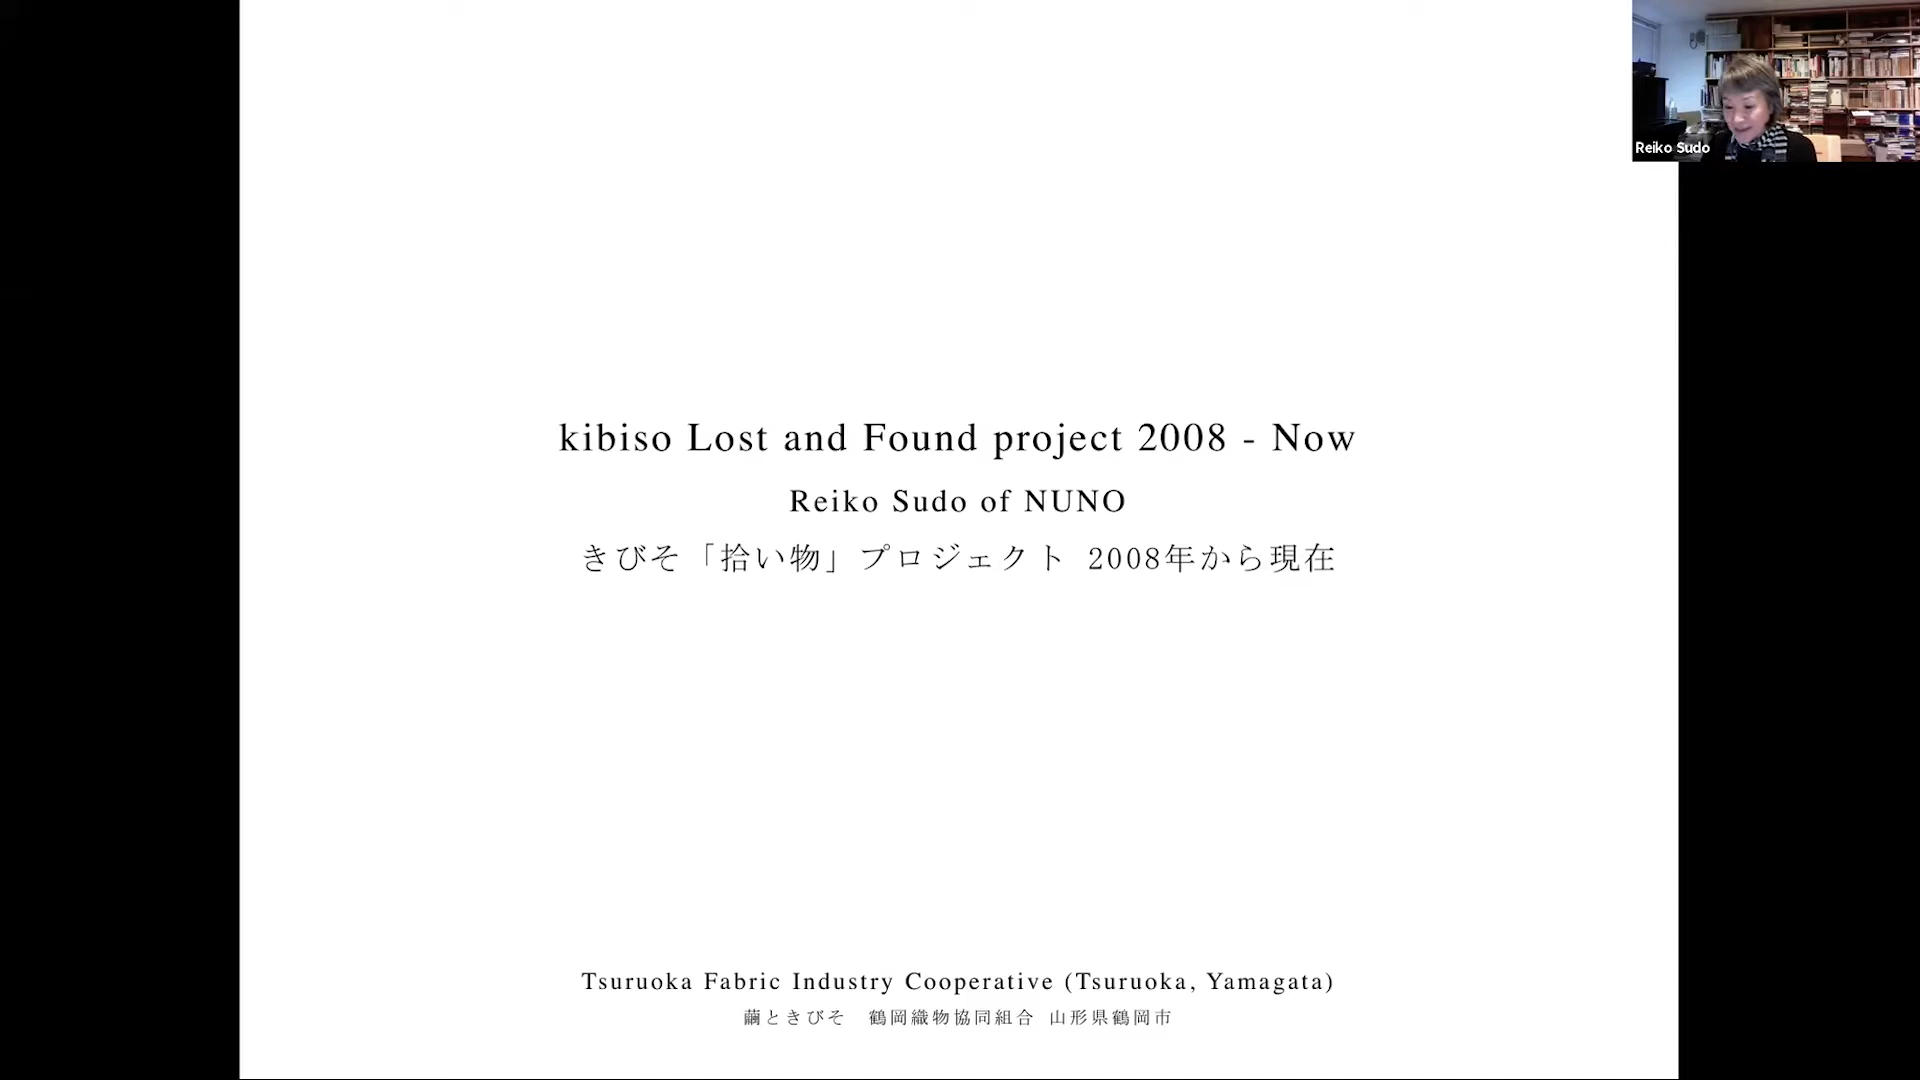 kibiso Lost and Found project 2008 - Now
Reiko Sudo of NUNO
きびそ「拾い物」プロジェクト 2008年から現在
Tsuruoka Fabric Industry Cooperative (Tsuruoka, Yamagata)
繭ときびそ　鶴岡織物協同組合 山形県鶴岡市
Reiko Sudo